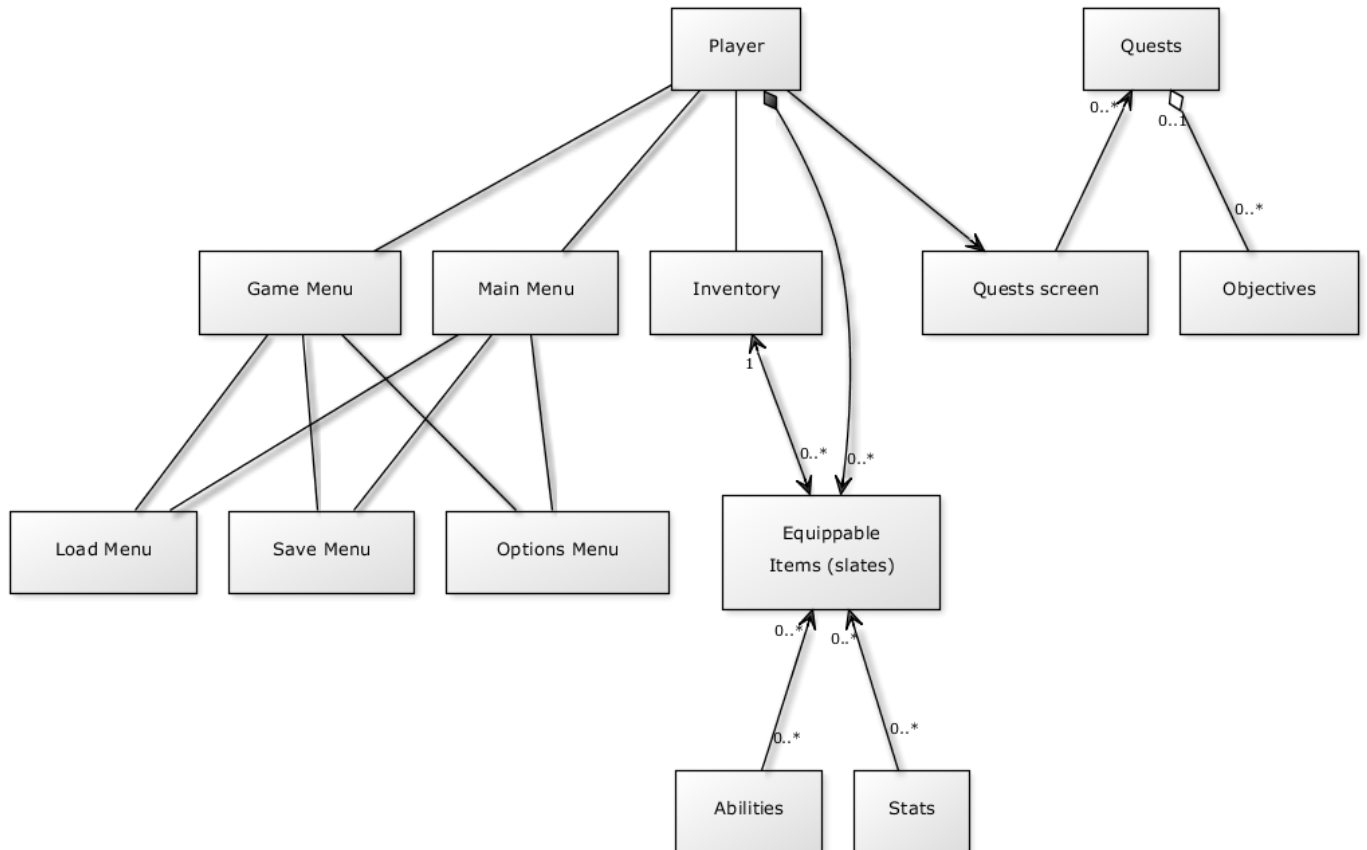 Player
Quests
0..*
0..1
0..*
Game Menu
Main Menu
Inventory
Quests screen
Objectives
1
0..*
0..*
Load Menu
Save Menu
Options Menu
Equippable
Items (slates)
0..*
0..*
0..*
0..*
Abilities
Stats